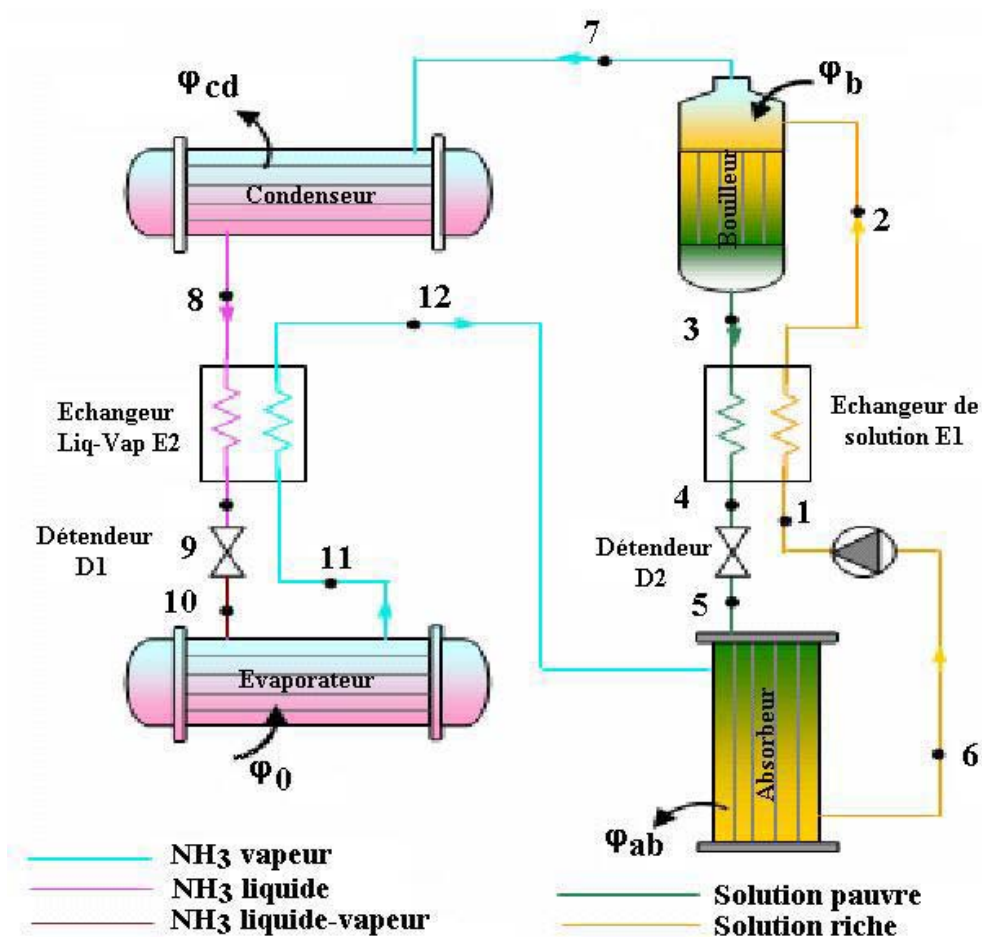 7
φcd
φb
Condenseur
Bouilleur
2
8
12
3
Echangeur
Liq-Vap E2
Echangeur de
solution E1
4
1
Détendeur
D1
9
11
Détendeur
D2
10
5
Evaporateur
Absorbeur
6
φ0
φab
NH3 vapeur
NH3 liquide
NH3 liquide-vapeur
Solution pauvre
Solution riche